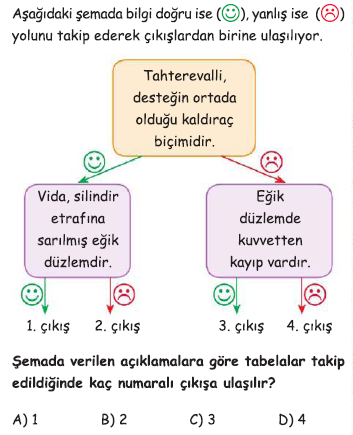 Aşağıdaki şemada bilgi doğru ise (), yanlış ise ()
yolunu takip ederek çıkışlardan birine ulaşılıyor.
Tahterevalli,
desteğin ortada
olduğu kaldıraç
biçimidir.
Vida, silindir
etrafına
sarılmış eğik
düzlemdir.
Eğik
düzlemde
kuvvetten
kayıp vardır.
1. çıkış 2. çıkış 3. çıkış 4. çıkış
Şemada verilen açıklamalara göre tabelalar takip
edildiğinde kaç numaralı çıkışa ulaşılır?
A) 1 B) 2 C) 3 D) 4